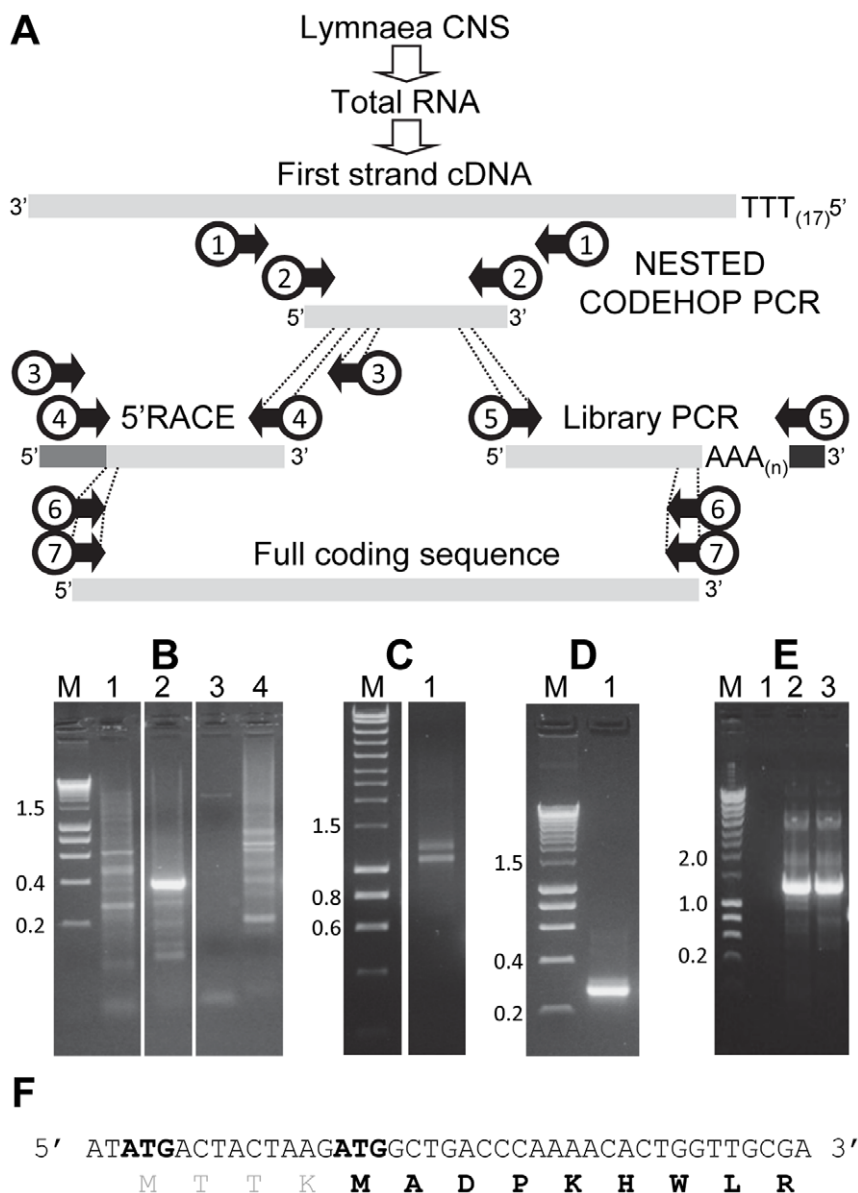 A
Lymnaea CNS
Total RNA
First strand cDNA
3’ TTT(17)5’
1 1
2 2
NESTED
CODEHOP PCR
5’ 3’
3 3
4 5’RACE 4 5 Library PCR 5
5’ 3’ 5’ AAA(n) 3’
6 6
7 Full coding sequence 7
5’ 3’
B C D E
M 1 2 3 4 M 1 M 1 M 1 2 3
1.5
0.4
0.2
1.5
0.8
0.6
1.5
0.4
0.2
2.0
1.0
0.2
F
5’ ATATGACTACTAAGATGGCTGACCCAAAACACTGGTTGCGA 3’
M T T K M A D P K H W L R